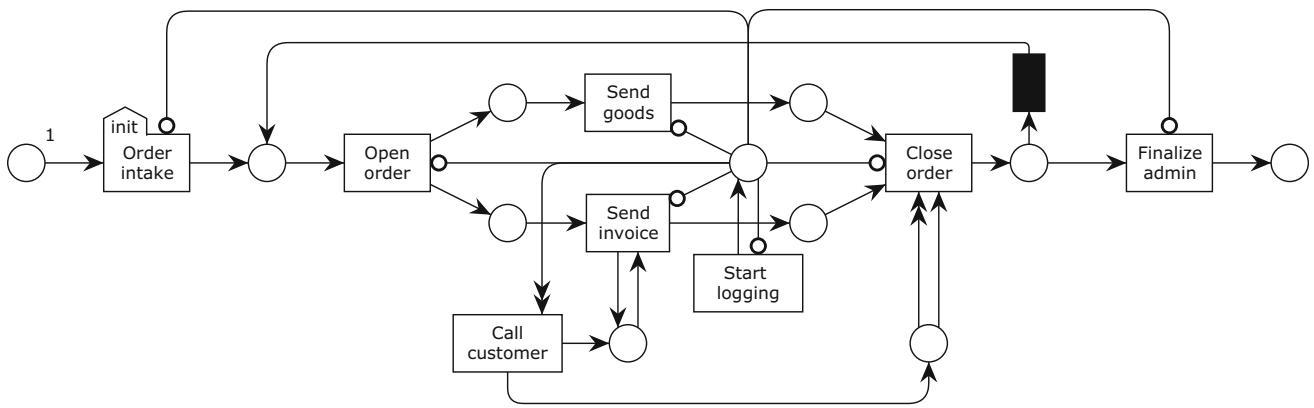 1
init
Order
intake
Open
order
Send
goods
Send
invoice
Start
logging
Call
customer
Close
order
Finalize
admin